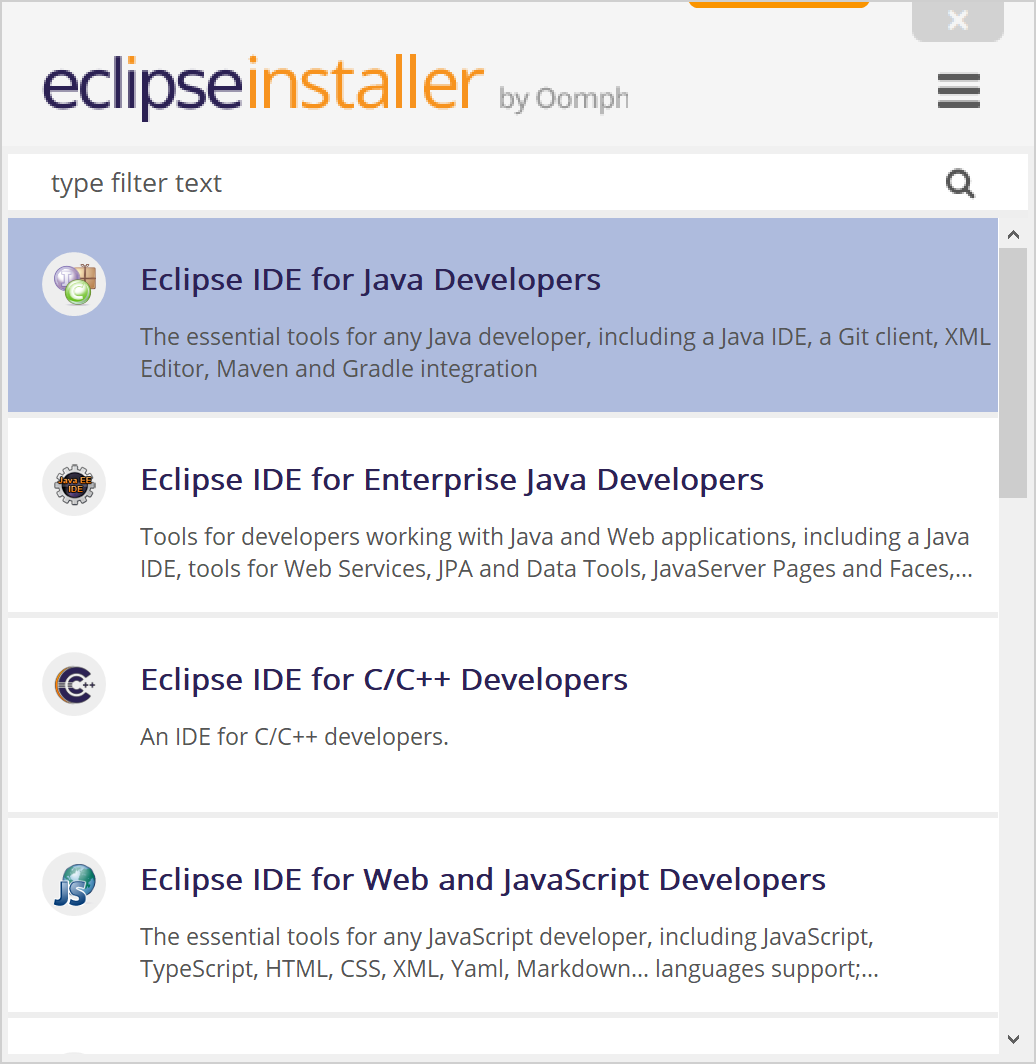 eclipseinstaller by Oomph
type filter text
Eclipse IDE for Java Developers
The essential tools for any Java developer, including a Java IDE, a Git client, XML
Editor, Maven and Gradle integration
Java EE
IDE
Eclipse IDE for Enterprise Java Developers
Tools for developers working with Java and Web applications, including a Java
IDE, tools for Web Services, JPA and Data Tools, JavaServer Pages and Faces,...
C++
Eclipse IDE for C/C++ Developers
An IDE for C/C++ developers.
JS
Eclipse IDE for Web and JavaScript Developers
The essential tools for any JavaScript developer, including JavaScript,
TypeScript, HTML, CSS, XML, Yaml, Markdown... languages support;...